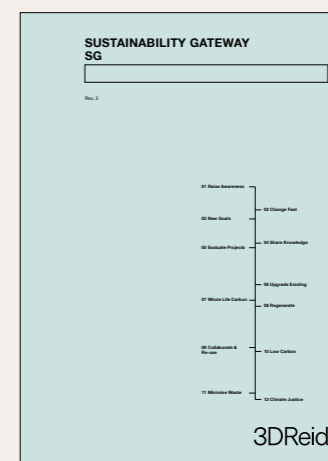 SUSTAINABILITY GATEWAY
SG
Rev. 3
01 Raise Awareness
02 Change Fast
03 New Goals
04 Share Knowledge
05 Evaluate Projects
06 Upgrade Existing
07 Whole Life Carbon
08 Regenerate
09 Collaborate &
Re-use
10 Low Carbon
11 Minimise Waste
12 Climate Justice
3DReid